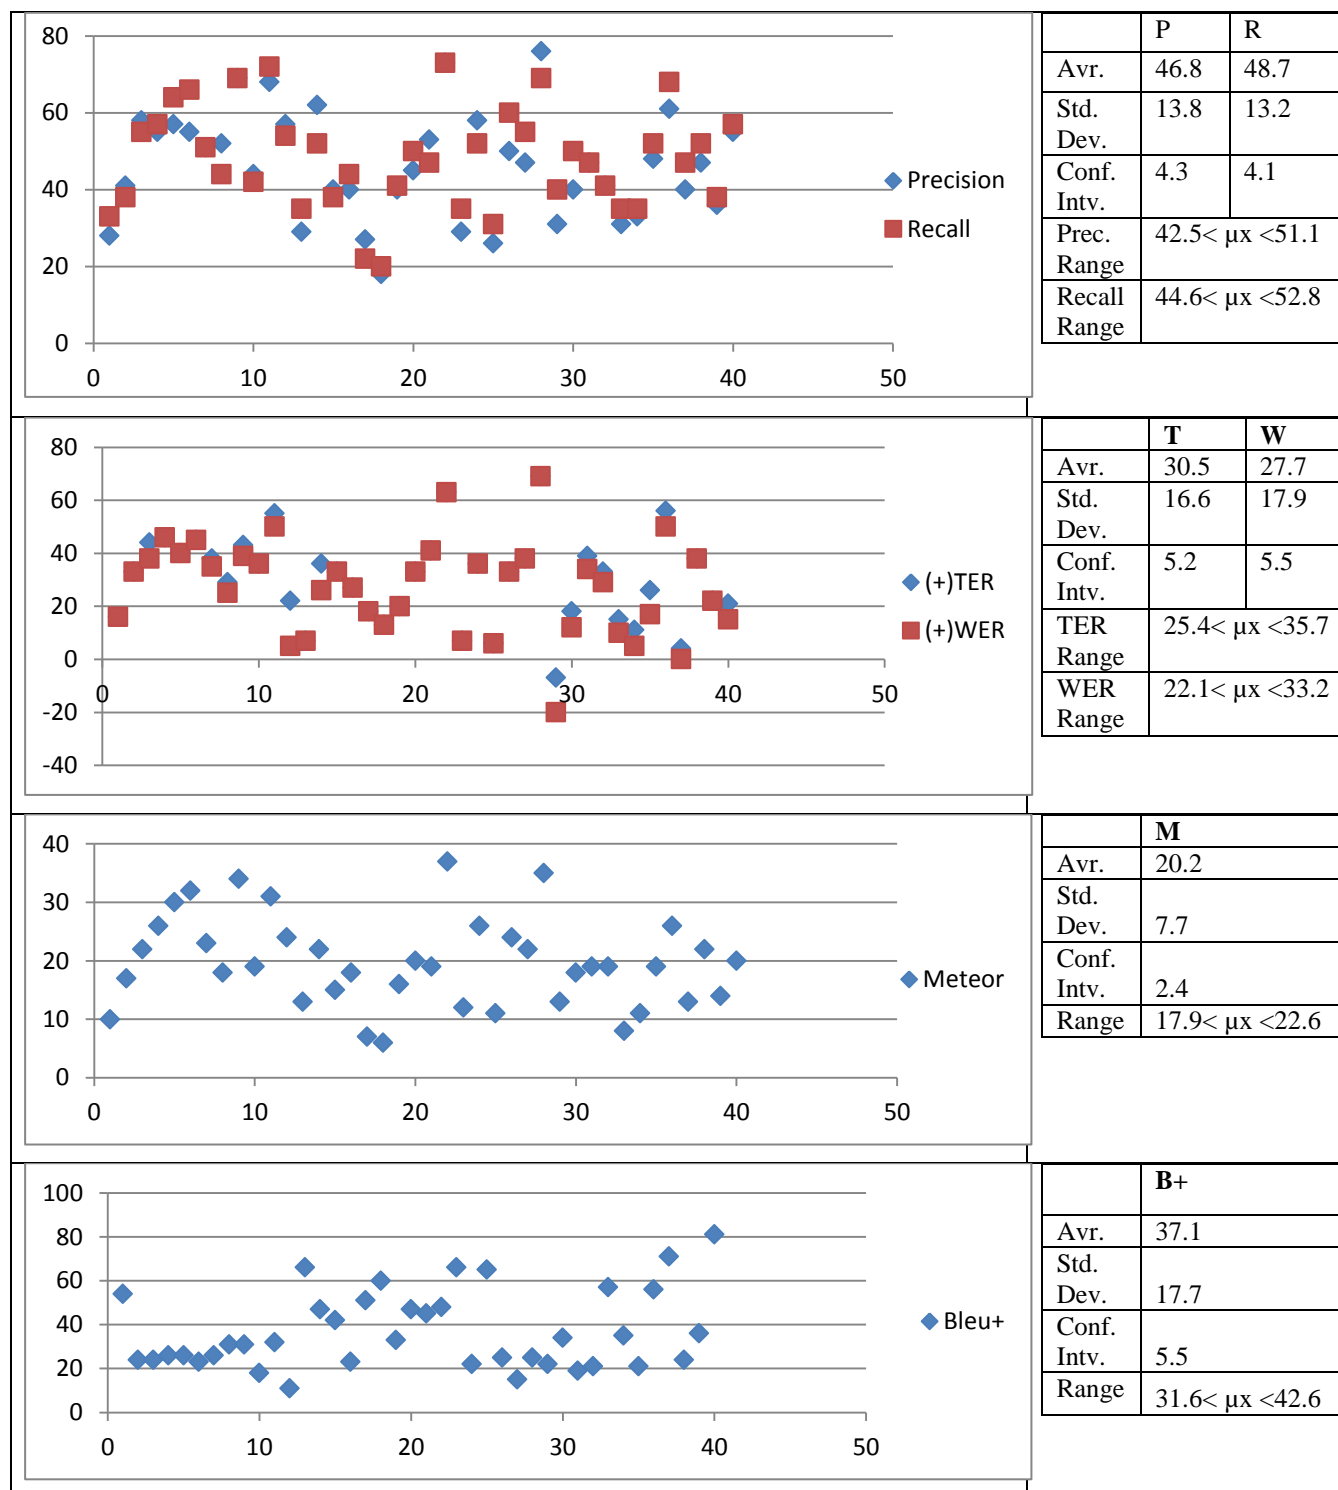 80
60
40
20
0
0 10 20 30 40 50
Precision
Recall
P R
Avr. 46.8 48.7
Std. Dev. 13.8 13.2
Conf. Intv. 4.3 4.1
Prec. Range 42.5< µx <51.1
Recall Range 44.6< µx <52.8
80
60
40
20
0
-20
-40
0 10 20 30 40 50
(+)TER
(+)WER
T W
Avr. 30.5 27.7
Std. Dev. 16.6 17.9
Conf. Intv. 5.2 5.5
TER Range 25.4< µx <35.7
WER Range 22.1< µx <33.2
40
30
20
10
0
0 10 20 30 40 50
Meteor
M
Avr. 20.2
Std.
Dev. 7.7
Conf.
Intv. 2.4
Range 17.9< µx <22.6
100
80
60
40
20
0
0 10 20 30 40 50
Bleu+
B+
Avr. 37.1
Std.
Dev. 17.7
Conf.
Intv. 5.5
Range 31.6< µx <42.6